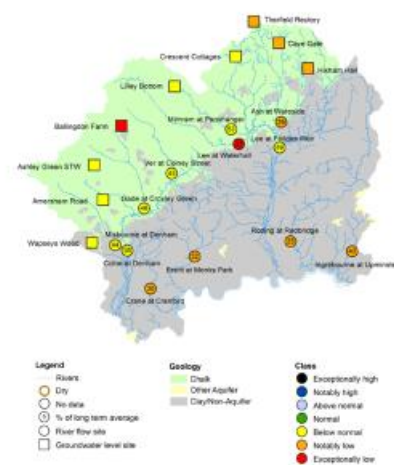 Therfield Rectory
Cave Gate
Crescent Cottages
Hixham Hall
Lilley Bottom
Ash at Wareside
Mimram at Panshanger
Ballingdon Farm
Lee at Feildes Weir
Lee at Waterhall
Ver at Colney Street
Ashley Green STW
Gade at Croxley Green
Amersham Road
Misbourne at Denham
Roding at Redbridge
Wapseys Wood
Colne at Denham
Brent at Monks Park
Ingrebourne at Upminster
Crane at Cranford
Legend
Rivers
Dry
No data
% of long term average
River flow site
Groundwater level site
Geology
Chalk
Other Aquifer
Clay/Non-Aquifer
Class
Exceptionally high
Notably high
Above normal
Normal
Below normal
Notably low
Exceptionally low